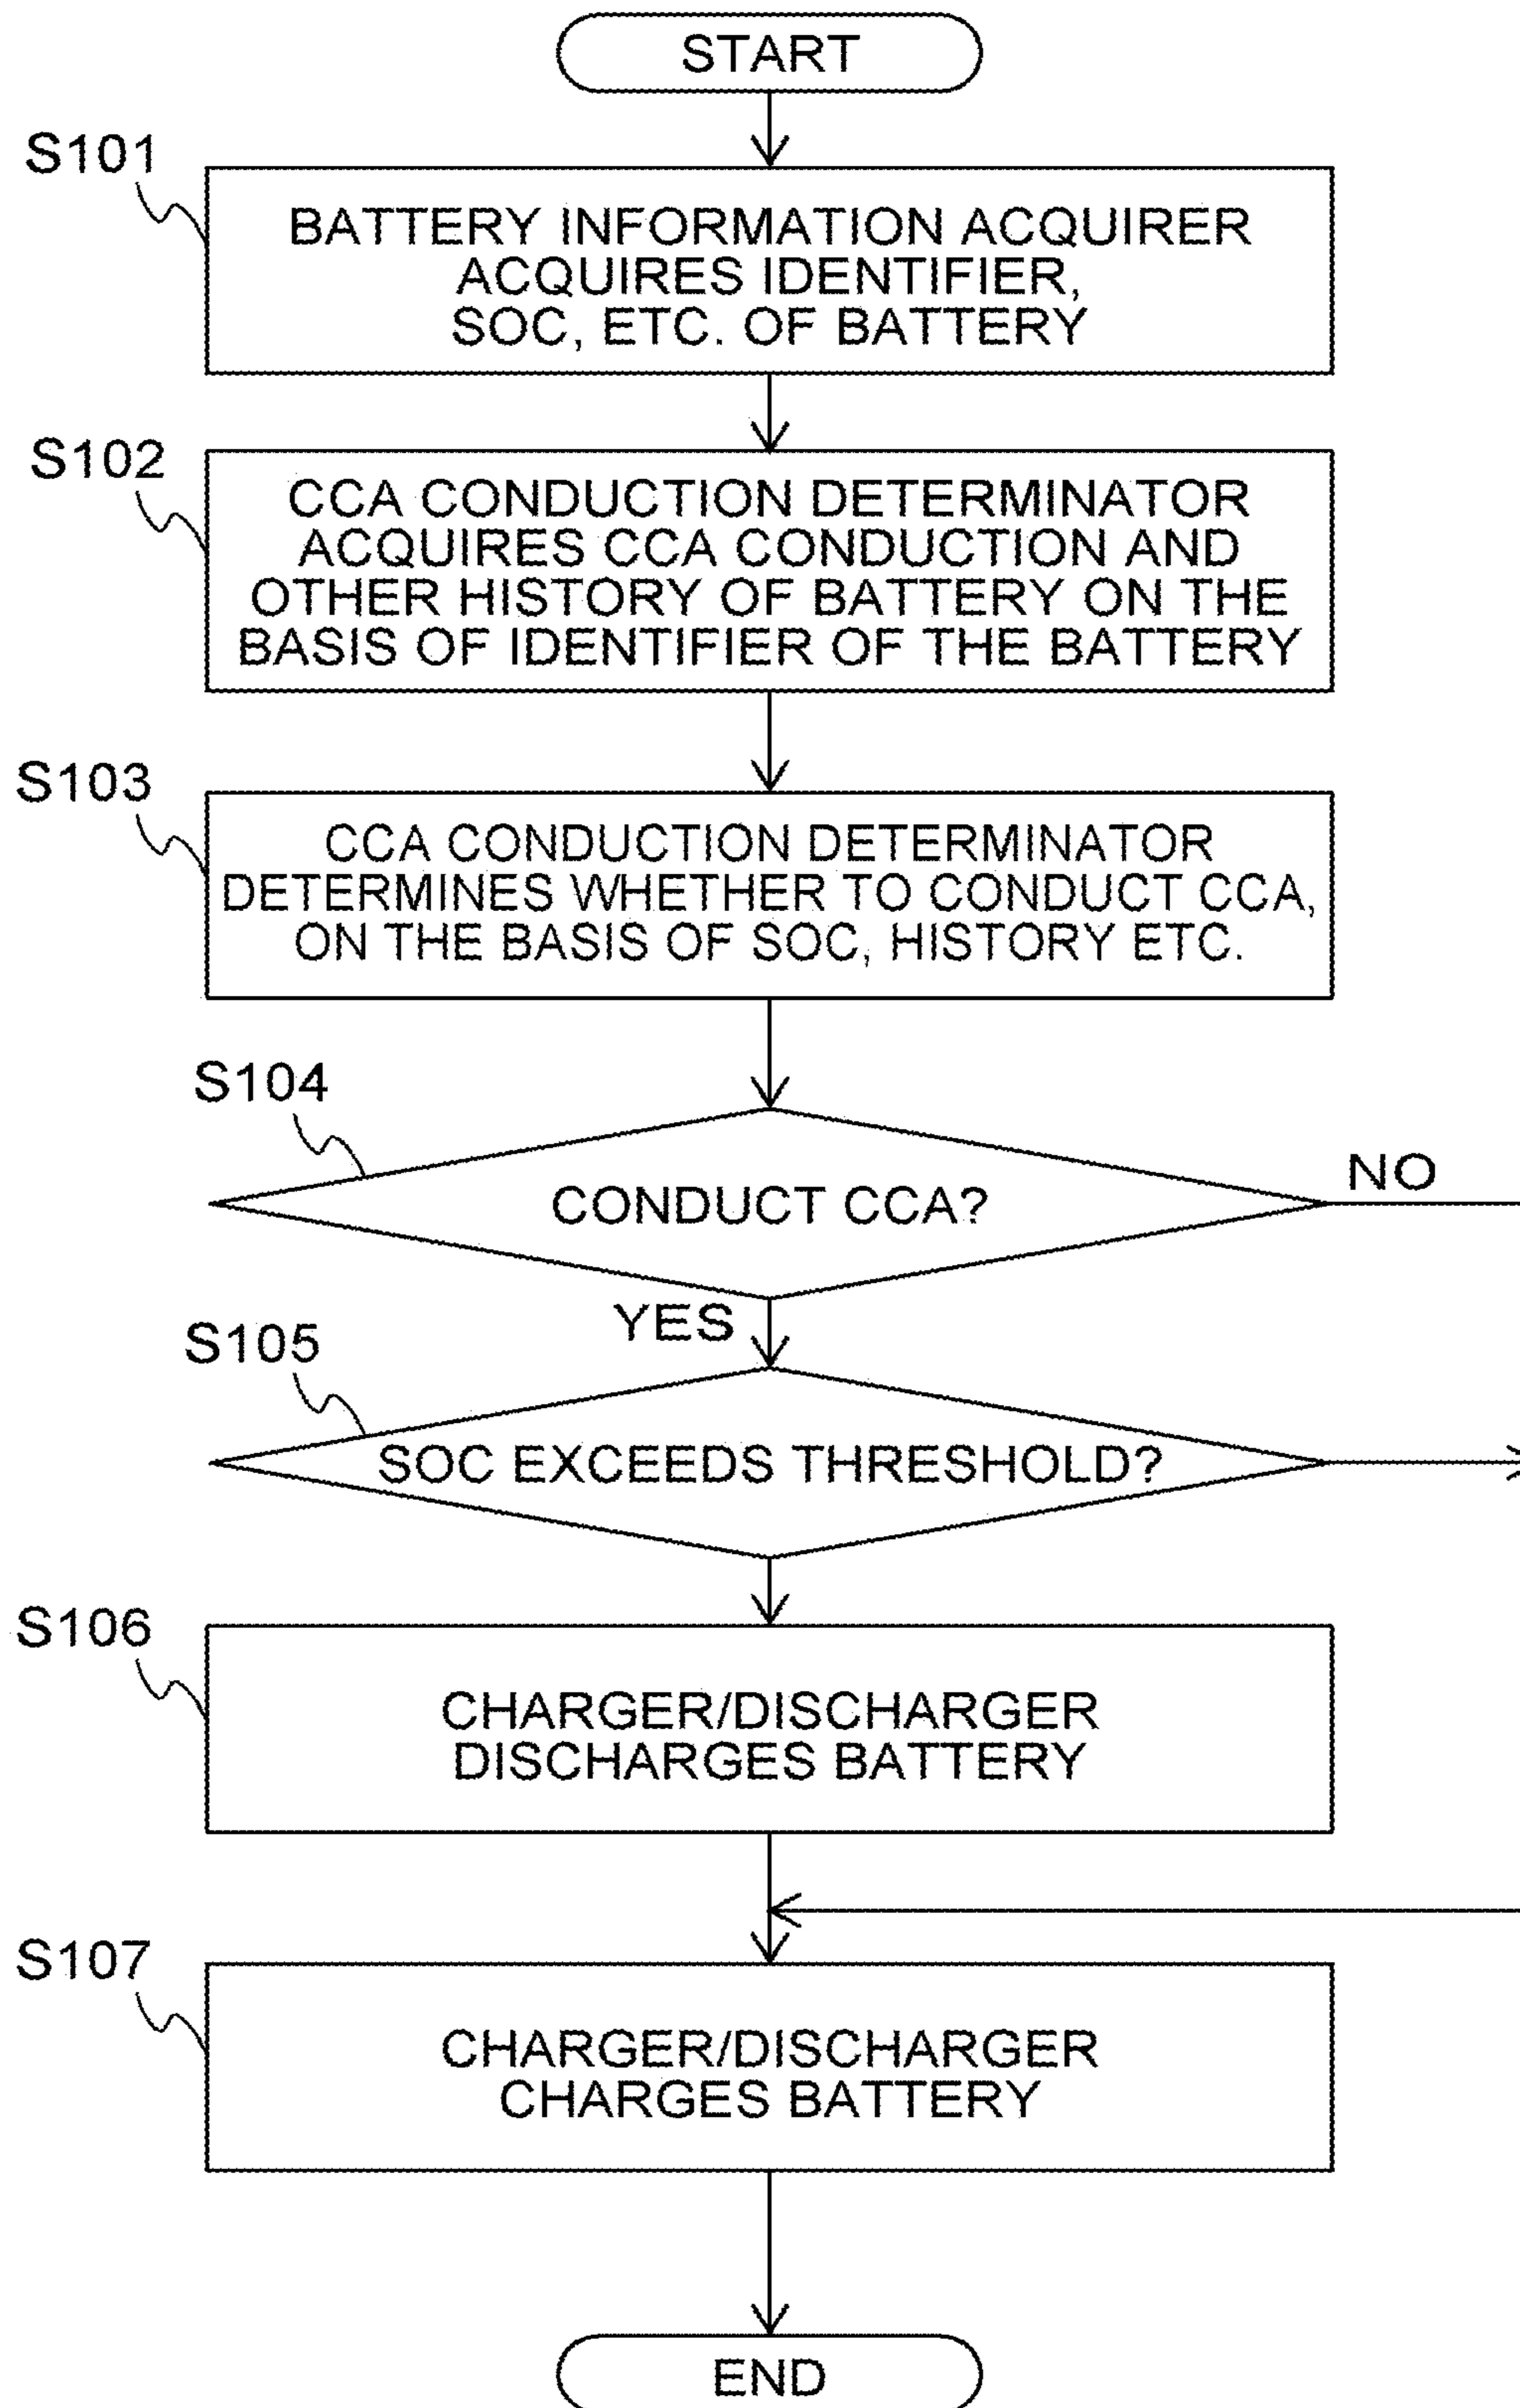 START
S101
BATTERY INFORMATION ACQUIRER
ACQUIRES IDENTIFIER,
SOC, ETC. OF BATTERY
S102
CCA CONDUCTION DETERMINATOR
ACQUIRES CCA CONDUCTION AND
OTHER HISTORY OF BATTERY ON THE
BASIS OF IDENTIFIER OF THE BATTERY
S103
CCA CONDUCTION DETERMINATOR
DETERMINES WHETHER TO CONDUCT CCA,
ON THE BASIS OF SOC, HISTORY ETC.
S104
CONDUCT CCA?
NO
YES
S105
SOC EXCEEDS THRESHOLD?
S106
CHARGER/DISCHARGER
DISCHARGES BATTERY
S107
CHARGER/DISCHARGER
CHARGES BATTERY
END